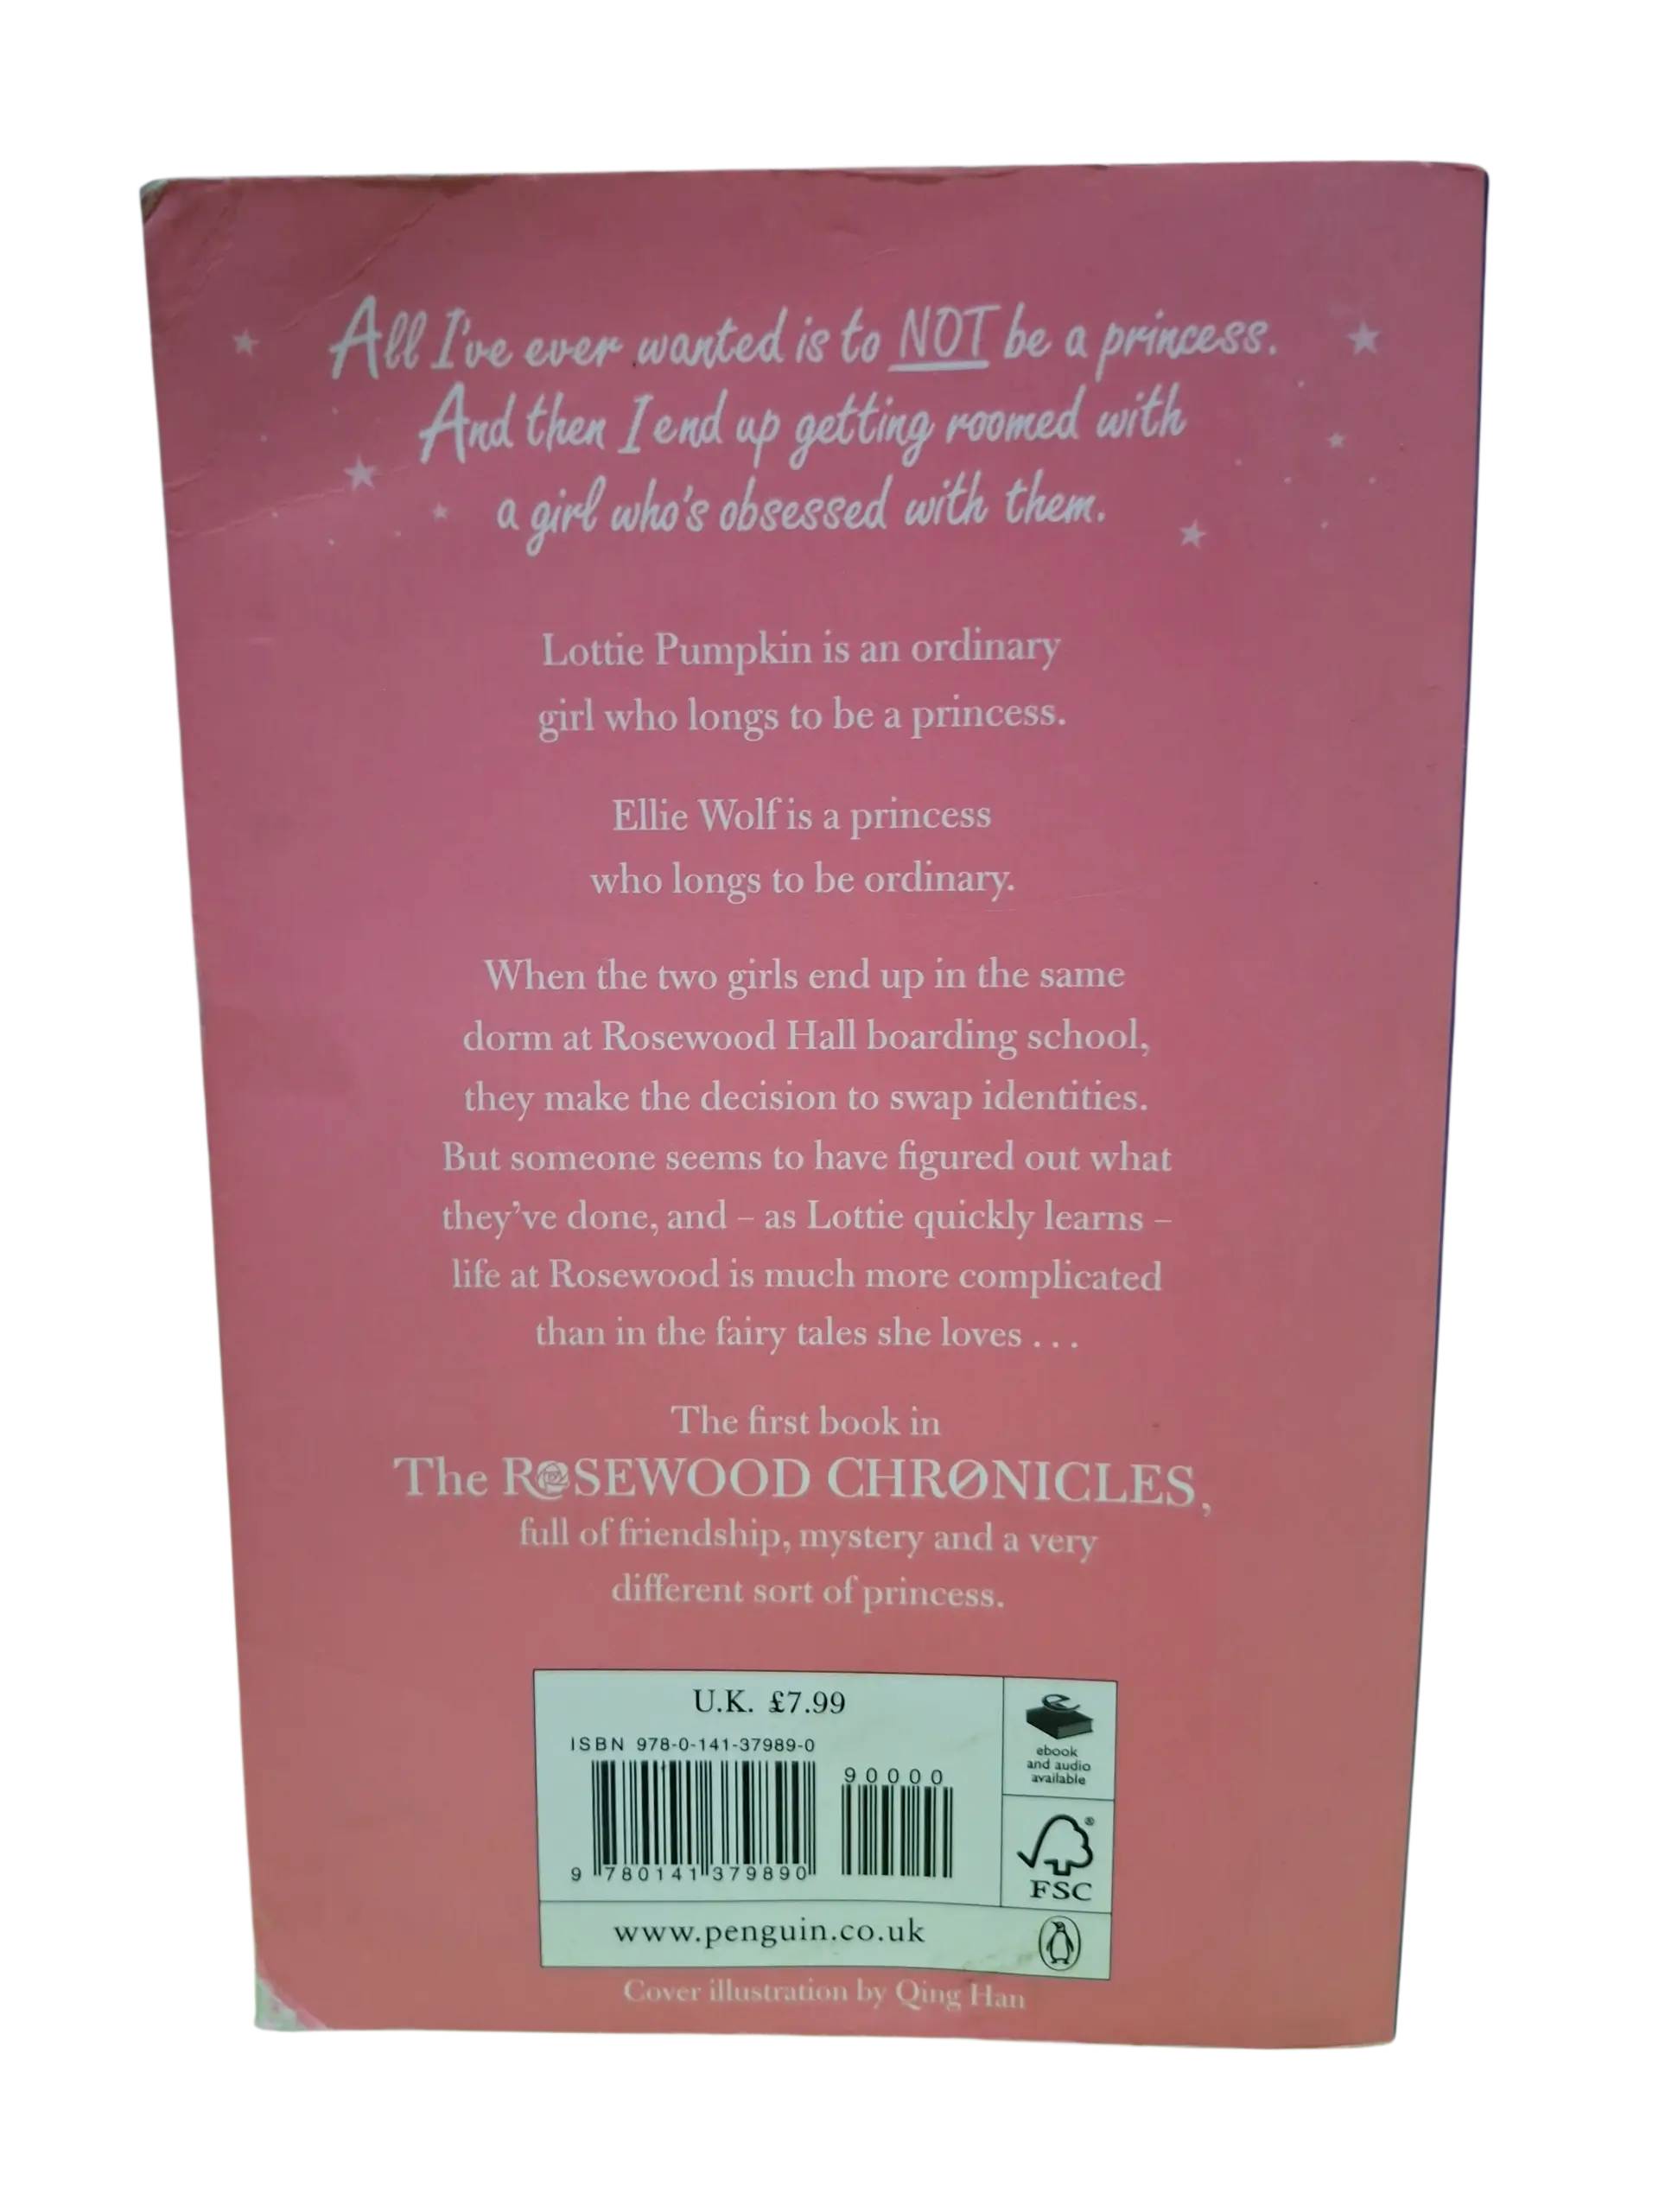 All I've ever wanted is to NOT be a princess.
And then I end up getting roomed with
a girl who's obsessed with them.
Lottie Pumpkin is an ordinary
girl who longs to be a princess.
Ellie Wolf is a princess
who longs to be ordinary.
When the two girls end up in the same
dorm at Rosewood Hall boarding school,
they make the decision to swap identities.
But someone seems to have figured out what
they've done, and – as Lottie quickly learns –
life at Rosewood is much more complicated
than in the fairy tales she loves . . .
The first book in
The ROSEWOOD CHRONICLES,
full of friendship, mystery and a very
different sort of princess.
U.K. £7.99
ISBN 978-0-141-37989-0
90000
9 780141 379890
ebook
and audio
available
®
FSC
www.penguin.co.uk
Cover illustration by Qing Han